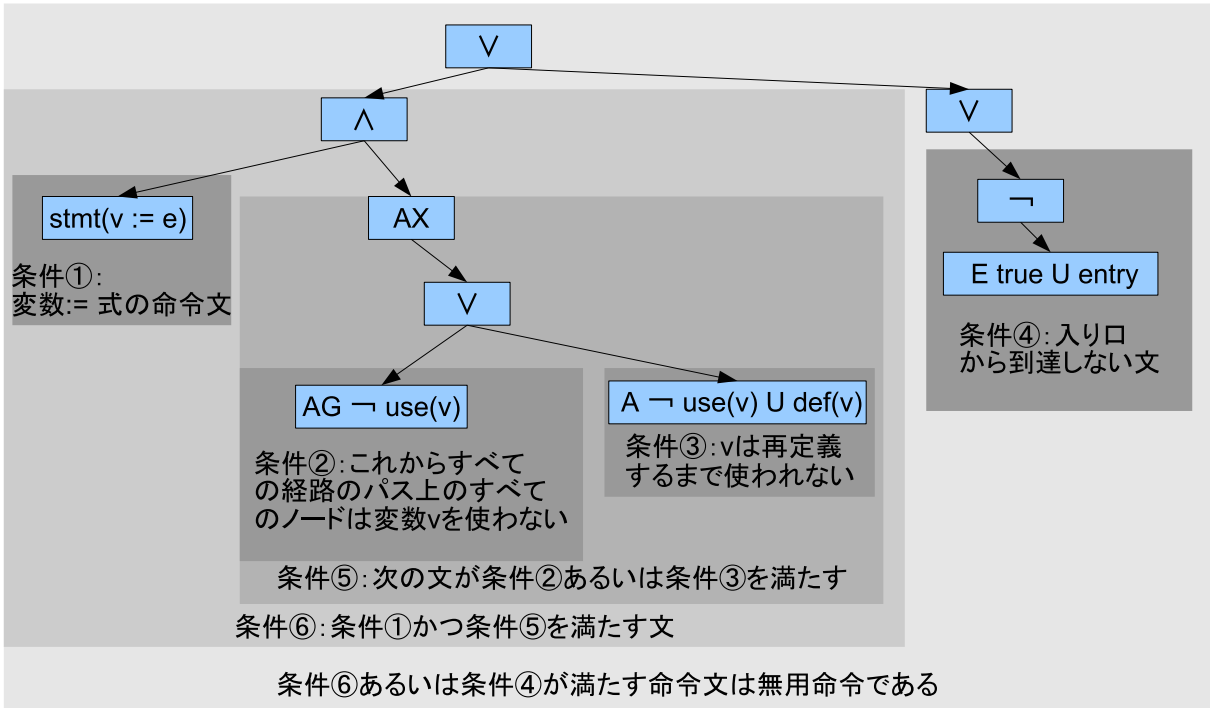 ∨
∧
∨
stmt(v := e)
AX
￢
条件①：
変数:= 式の命令文
∨
E true U entry
条件④：入り口
から到達しない文
AG ￢ use(v)
A ￢ use(v) U def(v)
条件②：これからすべて
の経路のパス上のすべて
のノードは変数vを使わない
条件③：vは再定義
するまで使われない
条件⑤：次の文が条件②あるいは条件③を満たす
条件⑥：条件①かつ条件⑤を満たす文
条件⑥あるいは条件④が満たす命令文は無用命令である